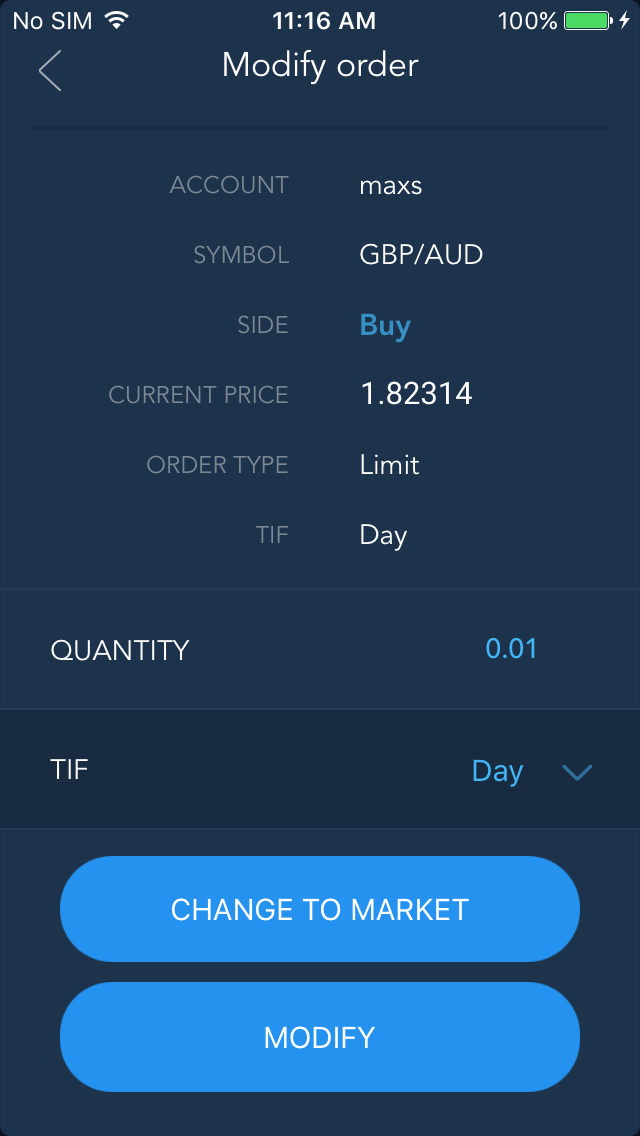 No SIM 11:16 AM 100%
Modify order
ACCOUNT maxs
SYMBOL GBP/AUD
SIDE Buy
CURRENT PRICE 1.82314
ORDER TYPE Limit
TIF Day
QUANTITY 0.01
TIF Day
CHANGE TO MARKET
MODIFY